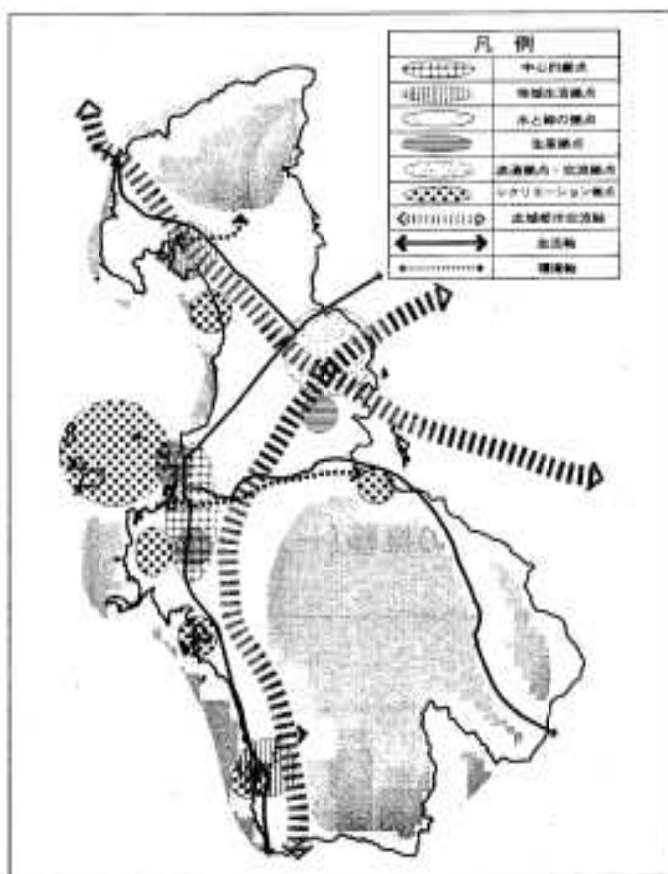 凡 例
中心的拠点
地域生活拠点
水と緑の拠点
生産拠点
流通拠点・交流拠点
レクリエーション拠点
広域都市交流軸
生活軸
環境軸